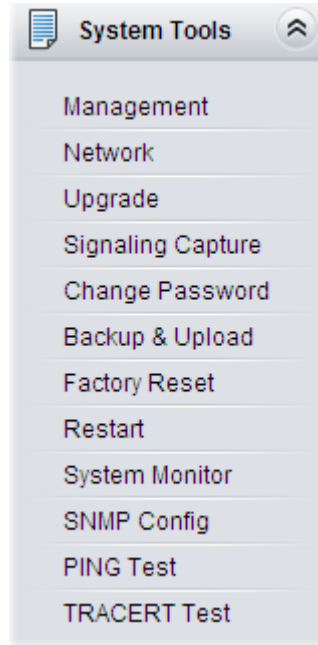 System Tools
Management
Network
Upgrade
Signaling Capture
Change Password
Backup & Upload
Factory Reset
Restart
System Monitor
SNMP Config
PING Test
TRACERT Test